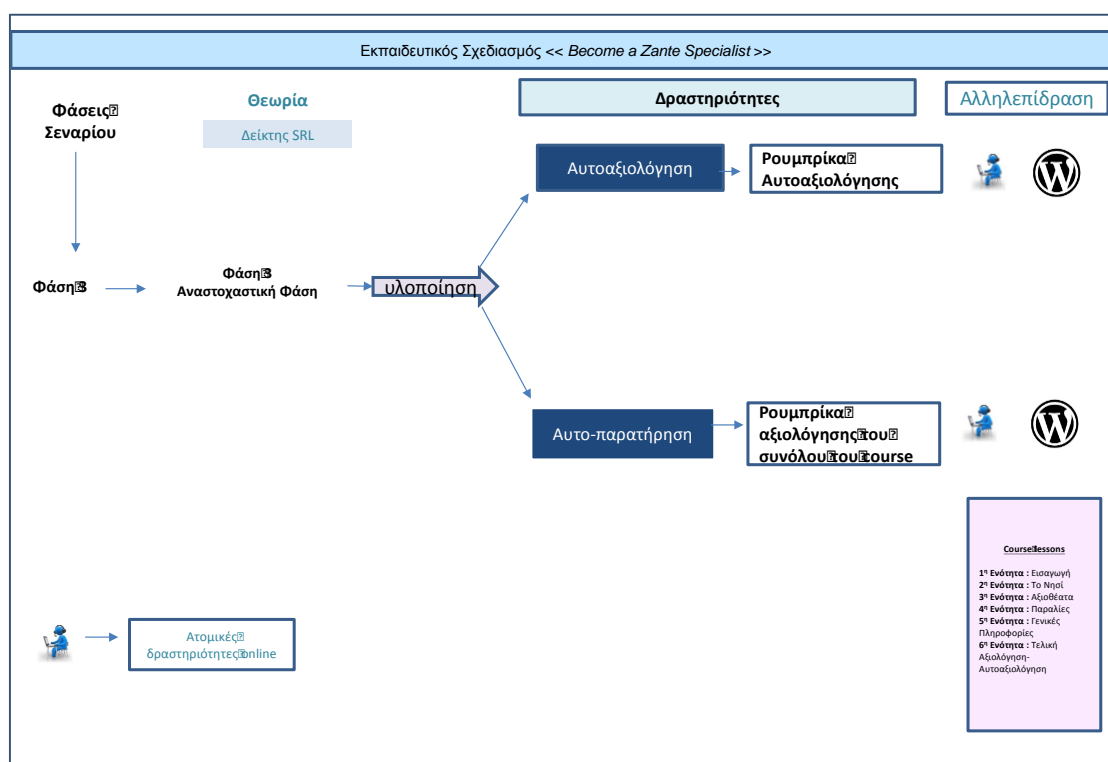 Εκπαιδευτικός Σχεδιασμός << Become a Zante Specialist >>
Φάσεις
Σεναρίου
Θεωρία
Δείκτης SRL
Δραστηριότητες
Αλληλεπίδραση
Αυτοαξιολόγηση
Ρουμπρίκα
Αυτοαξιολόγησης
Φάση 3
Φάση 3
Αναστοχαστική Φάση
υλοποίηση
Αυτο-παρατήρηση
Ρουμπρίκα
αξιολόγησης του
συνόλου του course
Course lessons
1η Ενότητα : Εισαγωγή
2η Ενότητα : Το Νησί
3η Ενότητα : Αξιοθέατα
4η Ενότητα : Παραλίες
5η Ενότητα : Γενικές
Πληροφορίες
6η Ενότητα : Τελική
Αξιολόγηση-
Αυτοαξιολόγηση
Ατομικές
δραστηριότητες online